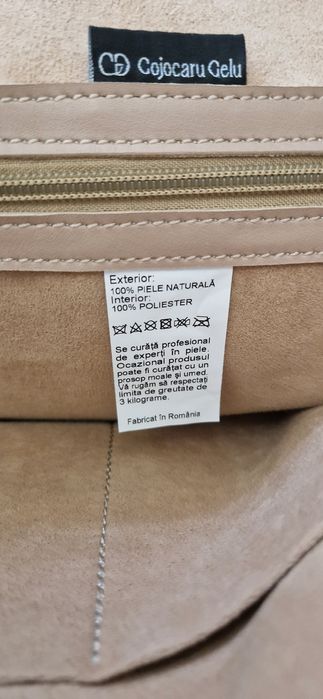 CG Cojocaru Gelu
Exterior:
100% PIELE NATURALĂ
Interior:
100% POLIESTER
Se curăță profesional
de experți în piele.
Ocazional produsul
poate fi curățat cu un
prosop moale și umed.
Vă rugăm să respectați
limita de greutate de
3 kilograme.
Fabricat în România